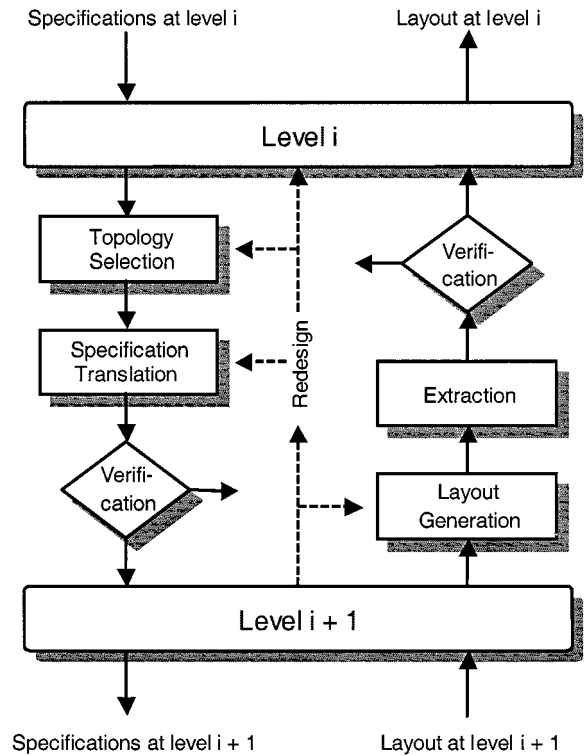 Specifications at level i
Layout at level i
Level i
Topology
Selection
Specification
Translation
Verifi-
cation
Redesign
Verifi-
cation
Extraction
Layout
Generation
Level i + 1
Specifications at level i + 1
Layout at level i + 1